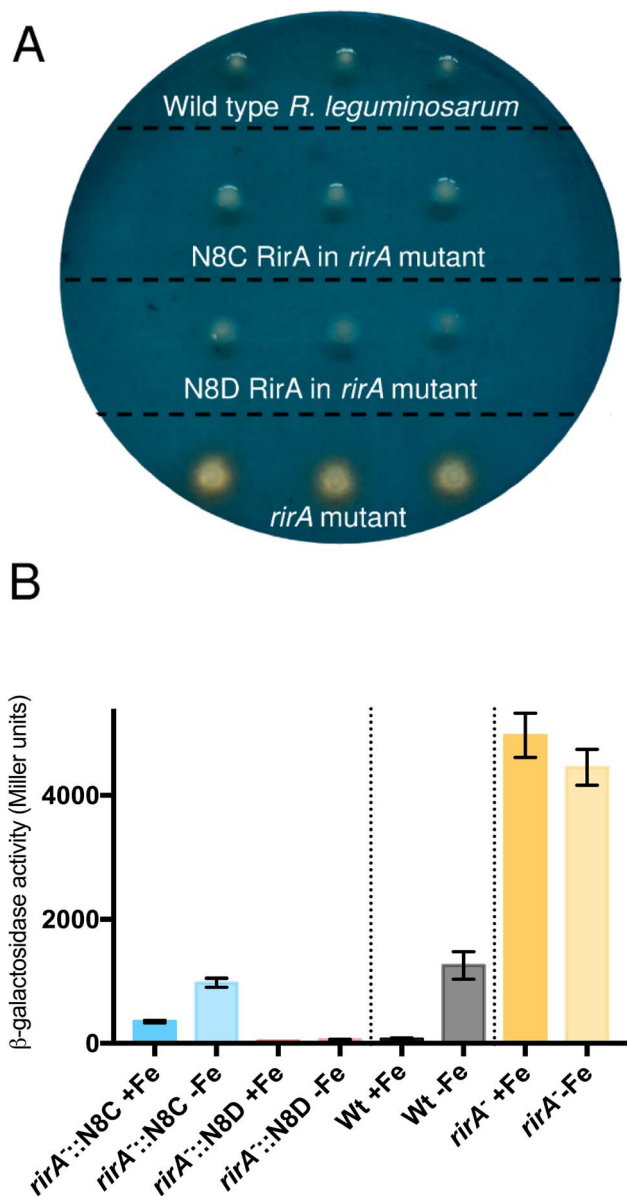 A
Wild type R. leguminosarum
N8C RirA in rirA mutant
N8D RirA in rirA mutant
rirA mutant
B
β-galactosidase activity (Miller units)
4000
2000
0
rirA-::N8C +Fe
rirA-::N8C -Fe
rirA-::N8D +Fe
rirA-::N8D -Fe
Wt +Fe
Wt -Fe
rirA- +Fe
rirA-Fe